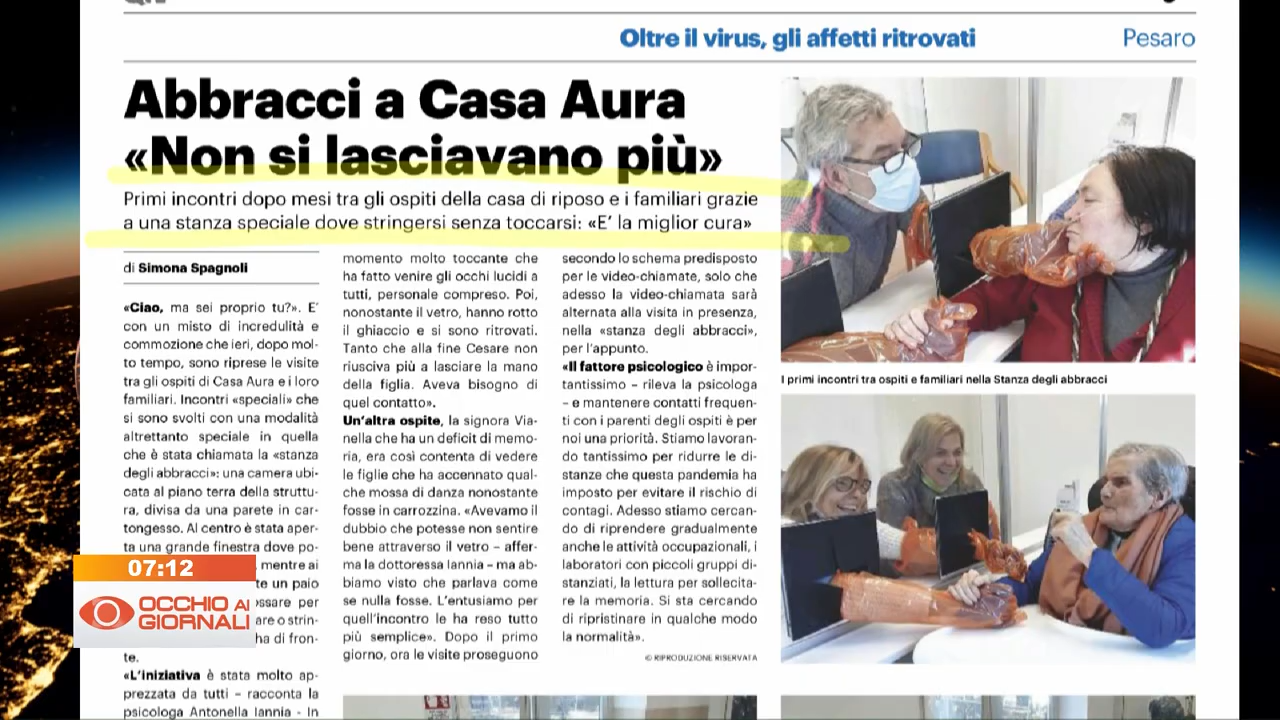 Oltre il virus, gli affetti ritrovati
Pesaro
Abbracci a Casa Aura
«Non si lasciavano più»
Primi incontri dopo mesi tra gli ospiti della casa di riposo e i familiari grazie
a una stanza speciale dove stringersi senza toccarsi: «E' la miglior cura»
di Simona Spagnoli
«Ciao, ma sei proprio tu?». E'
con un misto di incredulità e
commozione che ieri, dopo mol-
to tempo, sono riprese le visite
tra gli ospiti di Casa Aura e i loro
familiari. Incontri «speciali» che
si sono svolti con una modalità
altrettanto speciale in quella
che è stata chiamata la «stanza
degli abbracci»: una camera ubi-
cata al piano terra della struttu-
ra, divisa da una parete in car-
tongesso. Al centro è stata aper-
ta una grande finestra dove po-
mentre ai
te un paio
ossare per
are o strin-
ha di fron-
te.
«L'iniziativa è stata molto ap-
prezzata da tutti – racconta la
psicologa Antonella Iannia - In
momento molto toccante che
ha fatto venire gli occhi lucidi a
tutti, personale compreso. Poi,
nonostante il vetro, hanno rotto
il ghiaccio e si sono ritrovati.
Tanto che alla fine Cesare non
riusciva più a lasciare la mano
della figlia. Aveva bisogno di
quel contatto».
Un'altra ospite, la signora Via-
nella che ha un deficit di memo-
ria, era così contenta di vedere
le figlie che ha accennato qual-
che mossa di danza nonostante
fosse in carrozzina. «Avevamo il
dubbio che potesse non sentire
bene attraverso il vetro – affer-
ma la dottoressa Iannia – ma ab-
biamo visto che parlava come
se nulla fosse. L'entusiamo per
quell'incontro le ha reso tutto
più semplice». Dopo il primo
giorno, ora le visite proseguono
secondo lo schema predisposto
per le video-chiamate, solo che
adesso la video-chiamata sarà
alternata alla visita in presenza,
nella «stanza degli abbracci»,
per l'appunto.
«Il fattore psicologico è impor-
tantissimo – rileva la psicologa
– e mantenere contatti frequen-
ti con i parenti degli ospiti è per
noi una priorità. Stiamo lavoran-
do tantissimo per ridurre le di-
stanze che questa pandemia ha
imposto per evitare il rischio di
contagi. Adesso stiamo cercan-
do di riprendere gradualmente
anche le attività occupazionali, i
laboratori con piccoli gruppi di-
stanziati, la lettura per sollecita-
re la memoria. Si sta cercando
di ripristinare in qualche modo
la normalità».
© RIPRODUZIONE RISERVATA
I primi incontri tra ospiti e familiari nella Stanza degli abbracci
07:12
OCCHIO AI
GIORNALI